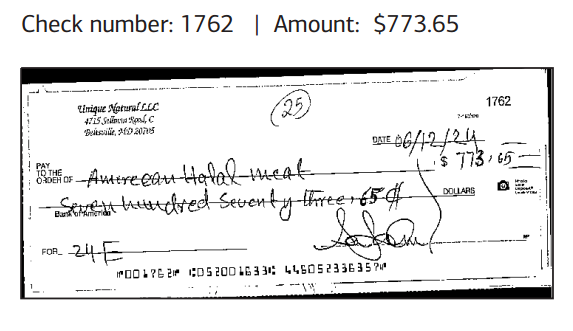 Check number: 1762 | Amount: $773.65
1762
Unique Natural LLC
4715 Sellman Road, C
Beltsville, MD 20705
25
DATE 06/12/24
PAY TO THE ORDER OF American Halal meat
$ 773.65
Seven hundred Seventy three, 65 ¢ DOLLARS
Bank of America
FOR 24E
⑈001762⑈ ⑆052001633⑆ 446052336357⑈